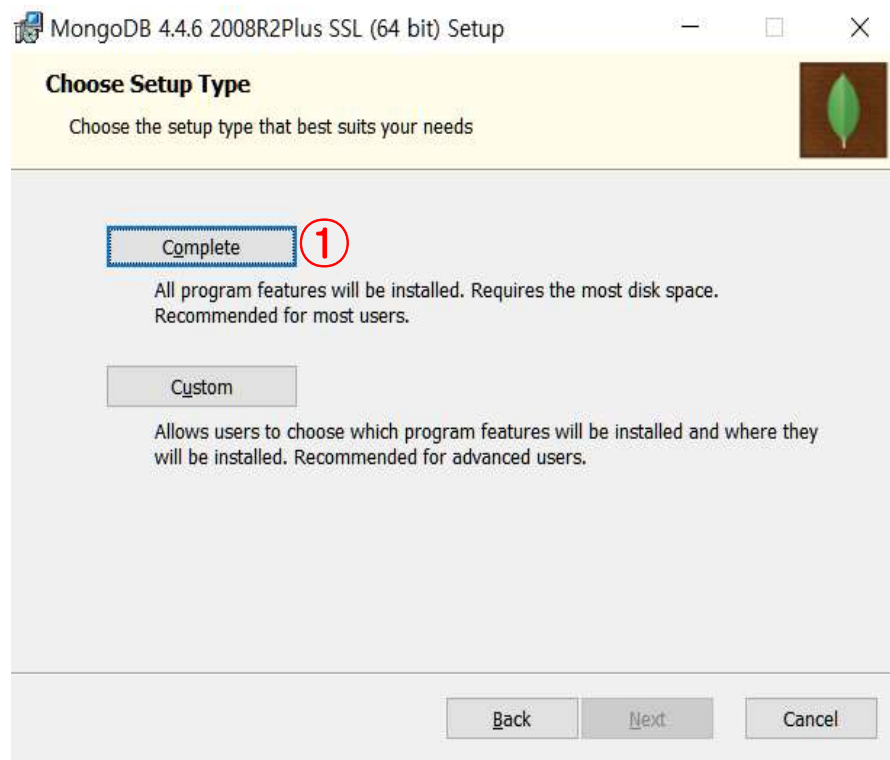 MongoDB 4.4.6 2008R2Plus SSL (64 bit) Setup
Choose Setup Type
Choose the setup type that best suits your needs
Complete
①
All program features will be installed. Requires the most disk space.
Recommended for most users.
Custom
Allows users to choose which program features will be installed and where they
will be installed. Recommended for advanced users.
Back
Next
Cancel